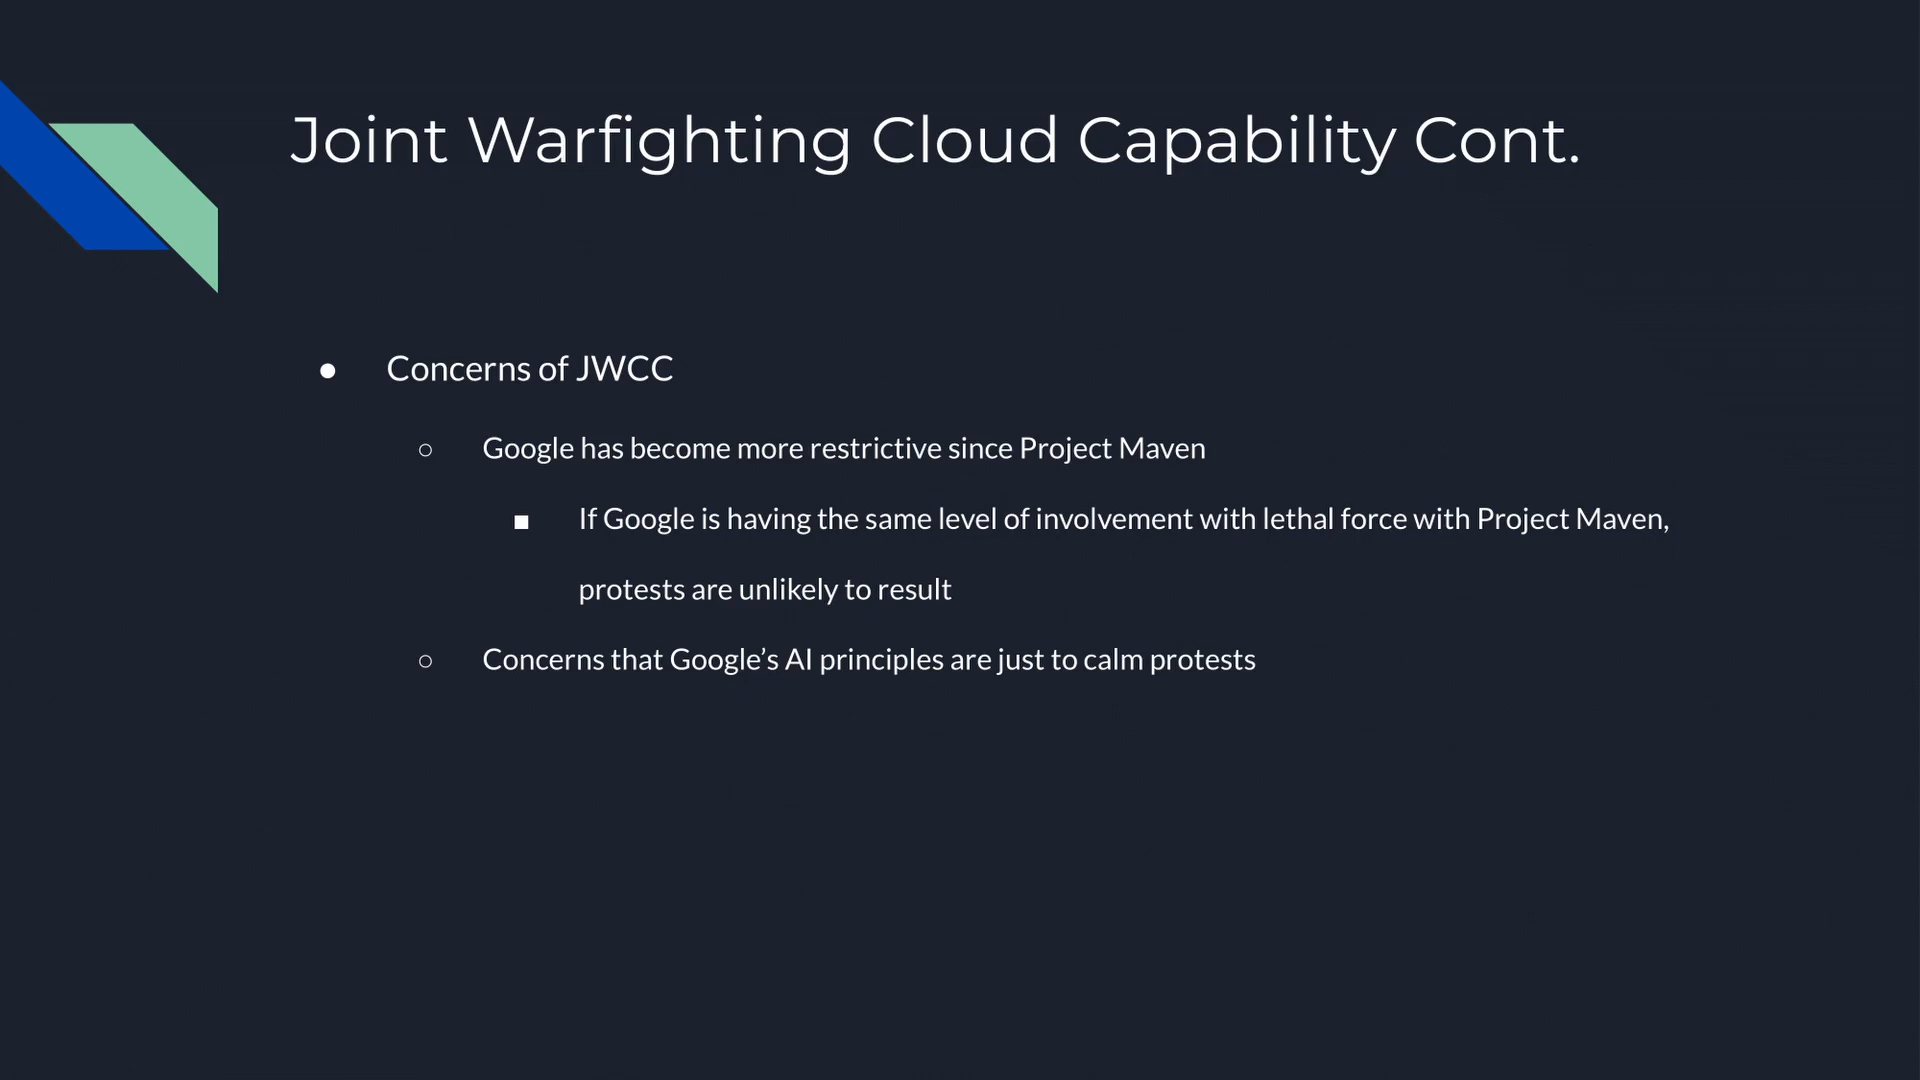 Joint Warfighting Cloud Capability Cont.
● Concerns of JWCC
○ Google has become more restrictive since Project Maven
■ If Google is having the same level of involvement with lethal force with Project Maven,
protests are unlikely to result
○ Concerns that Google’s AI principles are just to calm protests